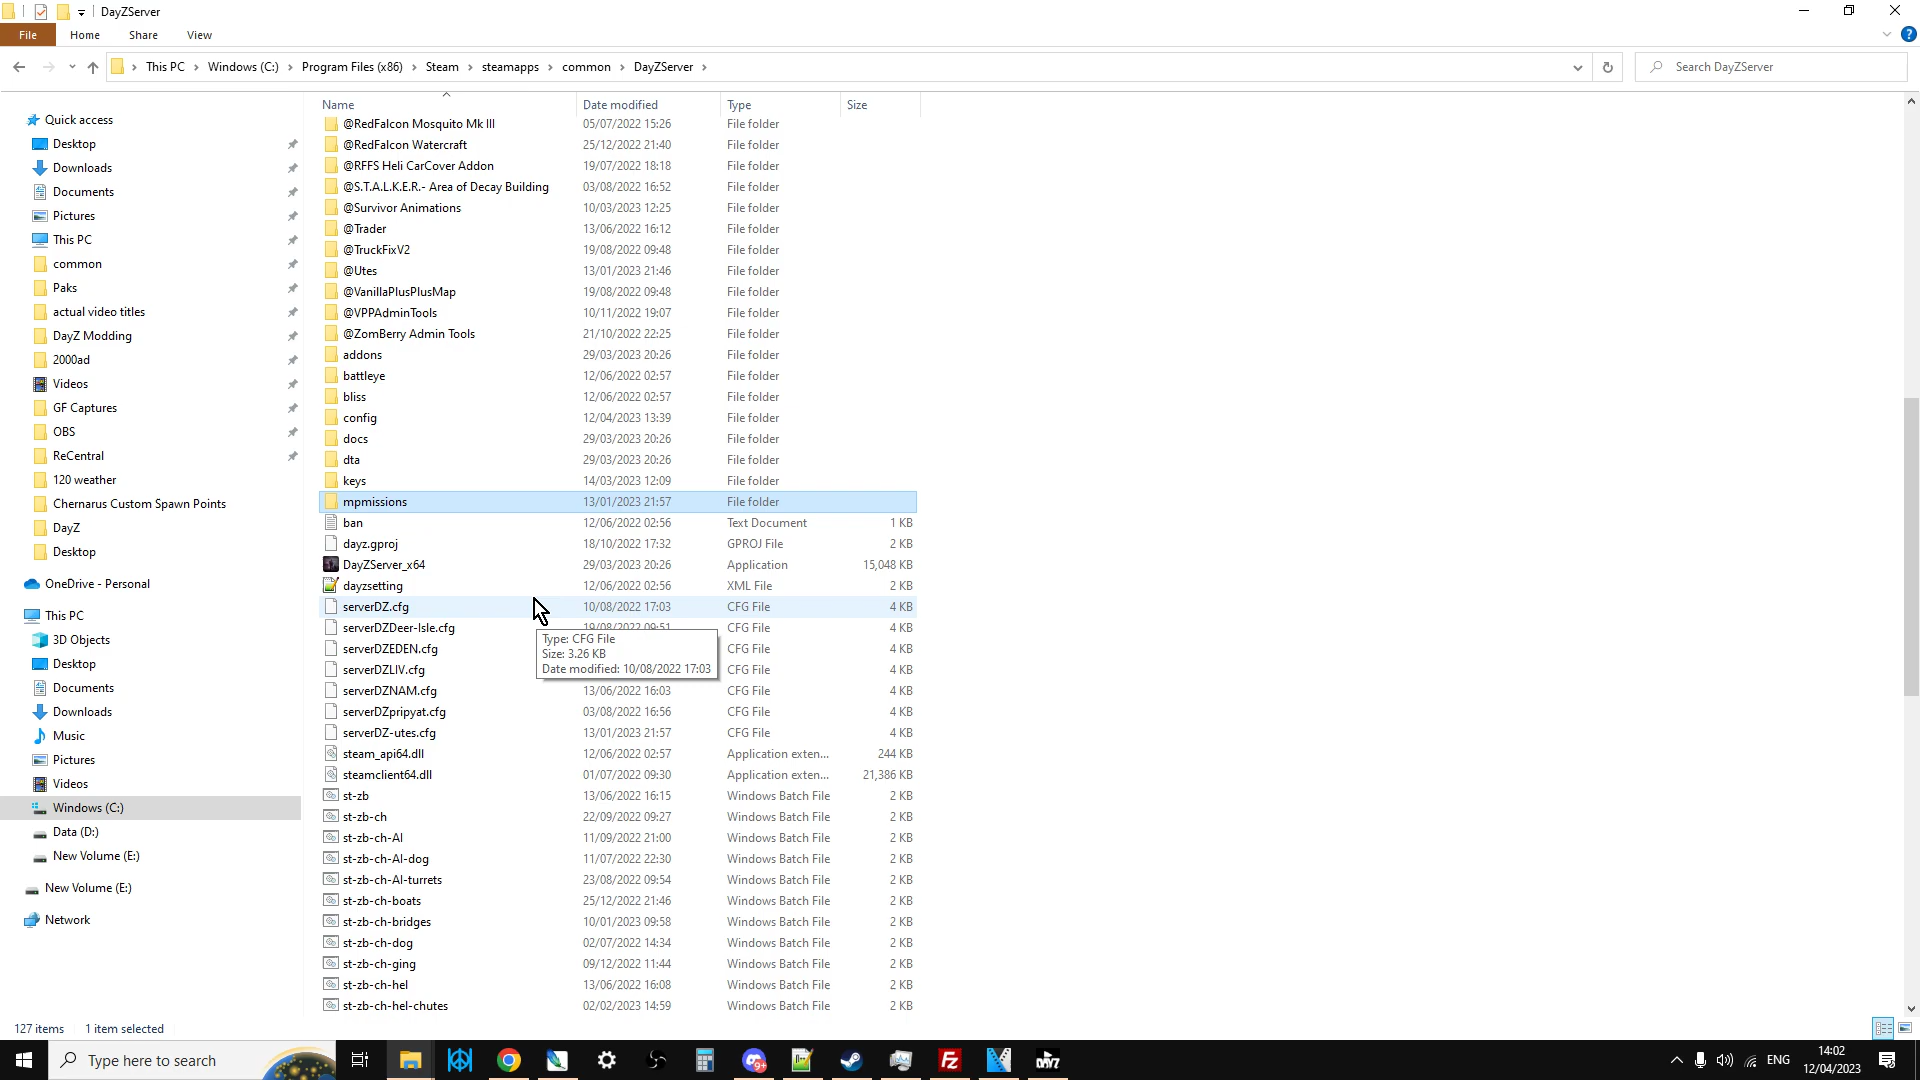 DayZServer
File Home Share View
This PC Windows (C:) Program Files (x86) Steam steamapps common DayZServer
Search DayZServer
Name Date modified Type Size
Quick access
Desktop
Downloads
Documents
Pictures
This PC
common
Paks
actual video titles
DayZ Modding
2000ad
Videos
GF Captures
OBS
ReCentral
120 weather
Chernarus Custom Spawn Points
DayZ
Desktop
OneDrive - Personal
This PC
3D Objects
Desktop
Documents
Downloads
Music
Pictures
Videos
Windows (C:)
Data (D:)
New Volume (E:)
New Volume (E:)
Network
@RedFalcon Mosquito Mk III 05/07/2022 15:26 File folder
@RedFalcon Watercraft 25/12/2022 21:40 File folder
@RFFS Heli CarCover Addon 19/07/2022 18:18 File folder
@S.T.A.L.K.E.R.- Area of Decay Building 03/08/2022 16:52 File folder
@Survivor Animations 10/03/2023 12:25 File folder
@Trader 13/06/2022 16:12 File folder
@TruckFixV2 19/08/2022 09:48 File folder
@Utes 13/01/2023 21:46 File folder
@VanillaPlusPlusMap 19/08/2022 09:48 File folder
@VPPAdminTools 10/11/2022 19:07 File folder
@ZomBerry Admin Tools 21/10/2022 22:25 File folder
addons 29/03/2023 20:26 File folder
battleye 12/06/2022 02:57 File folder
bliss 12/06/2022 02:57 File folder
config 12/04/2023 13:39 File folder
docs 29/03/2023 20:26 File folder
dta 29/03/2023 20:26 File folder
keys 14/03/2023 12:09 File folder
mpmissions 13/01/2023 21:57 File folder
ban 12/06/2022 02:56 Text Document 1 KB
dayz.gproj 18/10/2022 17:32 GPROJ File 2 KB
DayZServer_x64 29/03/2023 20:26 Application 15,048 KB
dayzsetting 12/06/2022 02:56 XML File 2 KB
serverDZ.cfg 10/08/2022 17:03 CFG File 4 KB
serverDZDeer-Isle.cfg 19/08/2022 09:51 CFG File 4 KB
serverDZEDEN.cfg CFG File 4 KB
serverDZLIV.cfg CFG File 4 KB
Type: CFG File
Size: 3.26 KB
Date modified: 10/08/2022 17:03
serverDZNAM.cfg 13/06/2022 16:03 CFG File 4 KB
serverDZpripyat.cfg 03/08/2022 16:56 CFG File 4 KB
serverDZ-utes.cfg 13/01/2023 21:57 CFG File 4 KB
steam_api64.dll 12/06/2022 02:57 Application exten... 244 KB
steamclient64.dll 01/07/2022 09:30 Application exten... 21,386 KB
st-zb 13/06/2022 16:15 Windows Batch File 2 KB
st-zb-ch 22/09/2022 09:27 Windows Batch File 2 KB
st-zb-ch-AI 11/09/2022 21:00 Windows Batch File 2 KB
st-zb-ch-AI-dog 11/07/2022 22:30 Windows Batch File 2 KB
st-zb-ch-AI-turrets 23/08/2022 09:54 Windows Batch File 2 KB
st-zb-ch-boats 25/12/2022 21:46 Windows Batch File 2 KB
st-zb-ch-bridges 10/01/2023 09:58 Windows Batch File 2 KB
st-zb-ch-dog 02/07/2022 14:34 Windows Batch File 2 KB
st-zb-ch-ging 09/12/2022 11:44 Windows Batch File 2 KB
st-zb-ch-hel 13/06/2022 16:08 Windows Batch File 2 KB
st-zb-ch-hel-chutes 02/02/2023 14:59 Windows Batch File 2 KB
127 items 1 item selected
Type here to search
ENG
14:02
12/04/2023